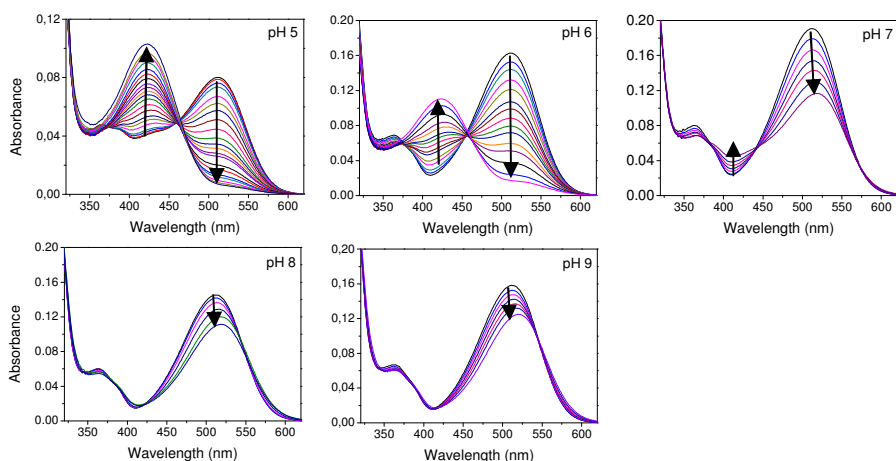 pH 5
0,12
0,08
0,04
0,00
Absorbance
350 400 450 500 550 600
Wavelength (nm)
pH 6
0.20
0.16
0.12
0.08
0.04
0.00
Absorbance
350 400 450 500 550 600
Wavelength (nm)
pH 7
0.20
0.16
0.12
0.08
0.04
0.00
Absorbance
350 400 450 500 550 600
Wavelength (nm)
pH 8
0,20
0,16
0,12
0,08
0,04
0,00
Absorbance
350 400 450 500 550 600
Wavelength (nm)
pH 9
0.20
0.16
0.12
0.08
0.04
0.00
Absorbance
350 400 450 500 550 600
Wavelength (nm)